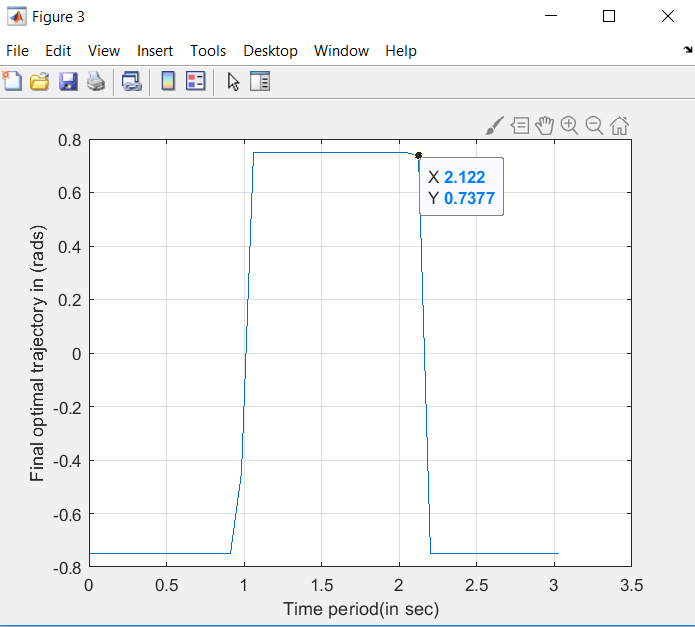 Figure 3
File Edit View Insert Tools Desktop Window Help
0.8
0.6
0.4
0.2
0
-0.2
-0.4
-0.6
-0.8
Final optimal trajectory in (rads)
X 2.122
Y 0.7377
0 0.5 1 1.5 2 2.5 3 3.5
Time period(in sec)